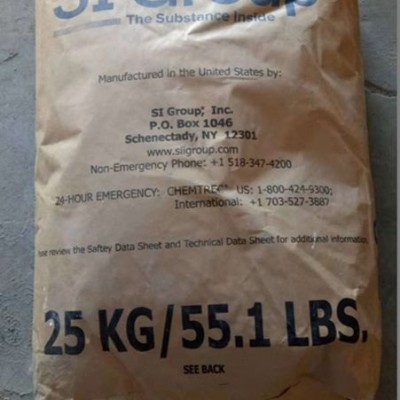 SI Group
The Substance Inside
Manufactured in the United States by:
SI Group, Inc.
P.O. Box 1046
Schenectady, NY 12301
www.siigroup.com
Non-Emergency Phone: +1 518-347-4200
24-HOUR EMERGENCY: CHEMTREC, US: 1-800-424-9300;
International: +1 703-527-3887
review the Saftey Data Sheet and Technical Data Sheet for additional information.
25 KG/55.1 LBS.
SEE BACK